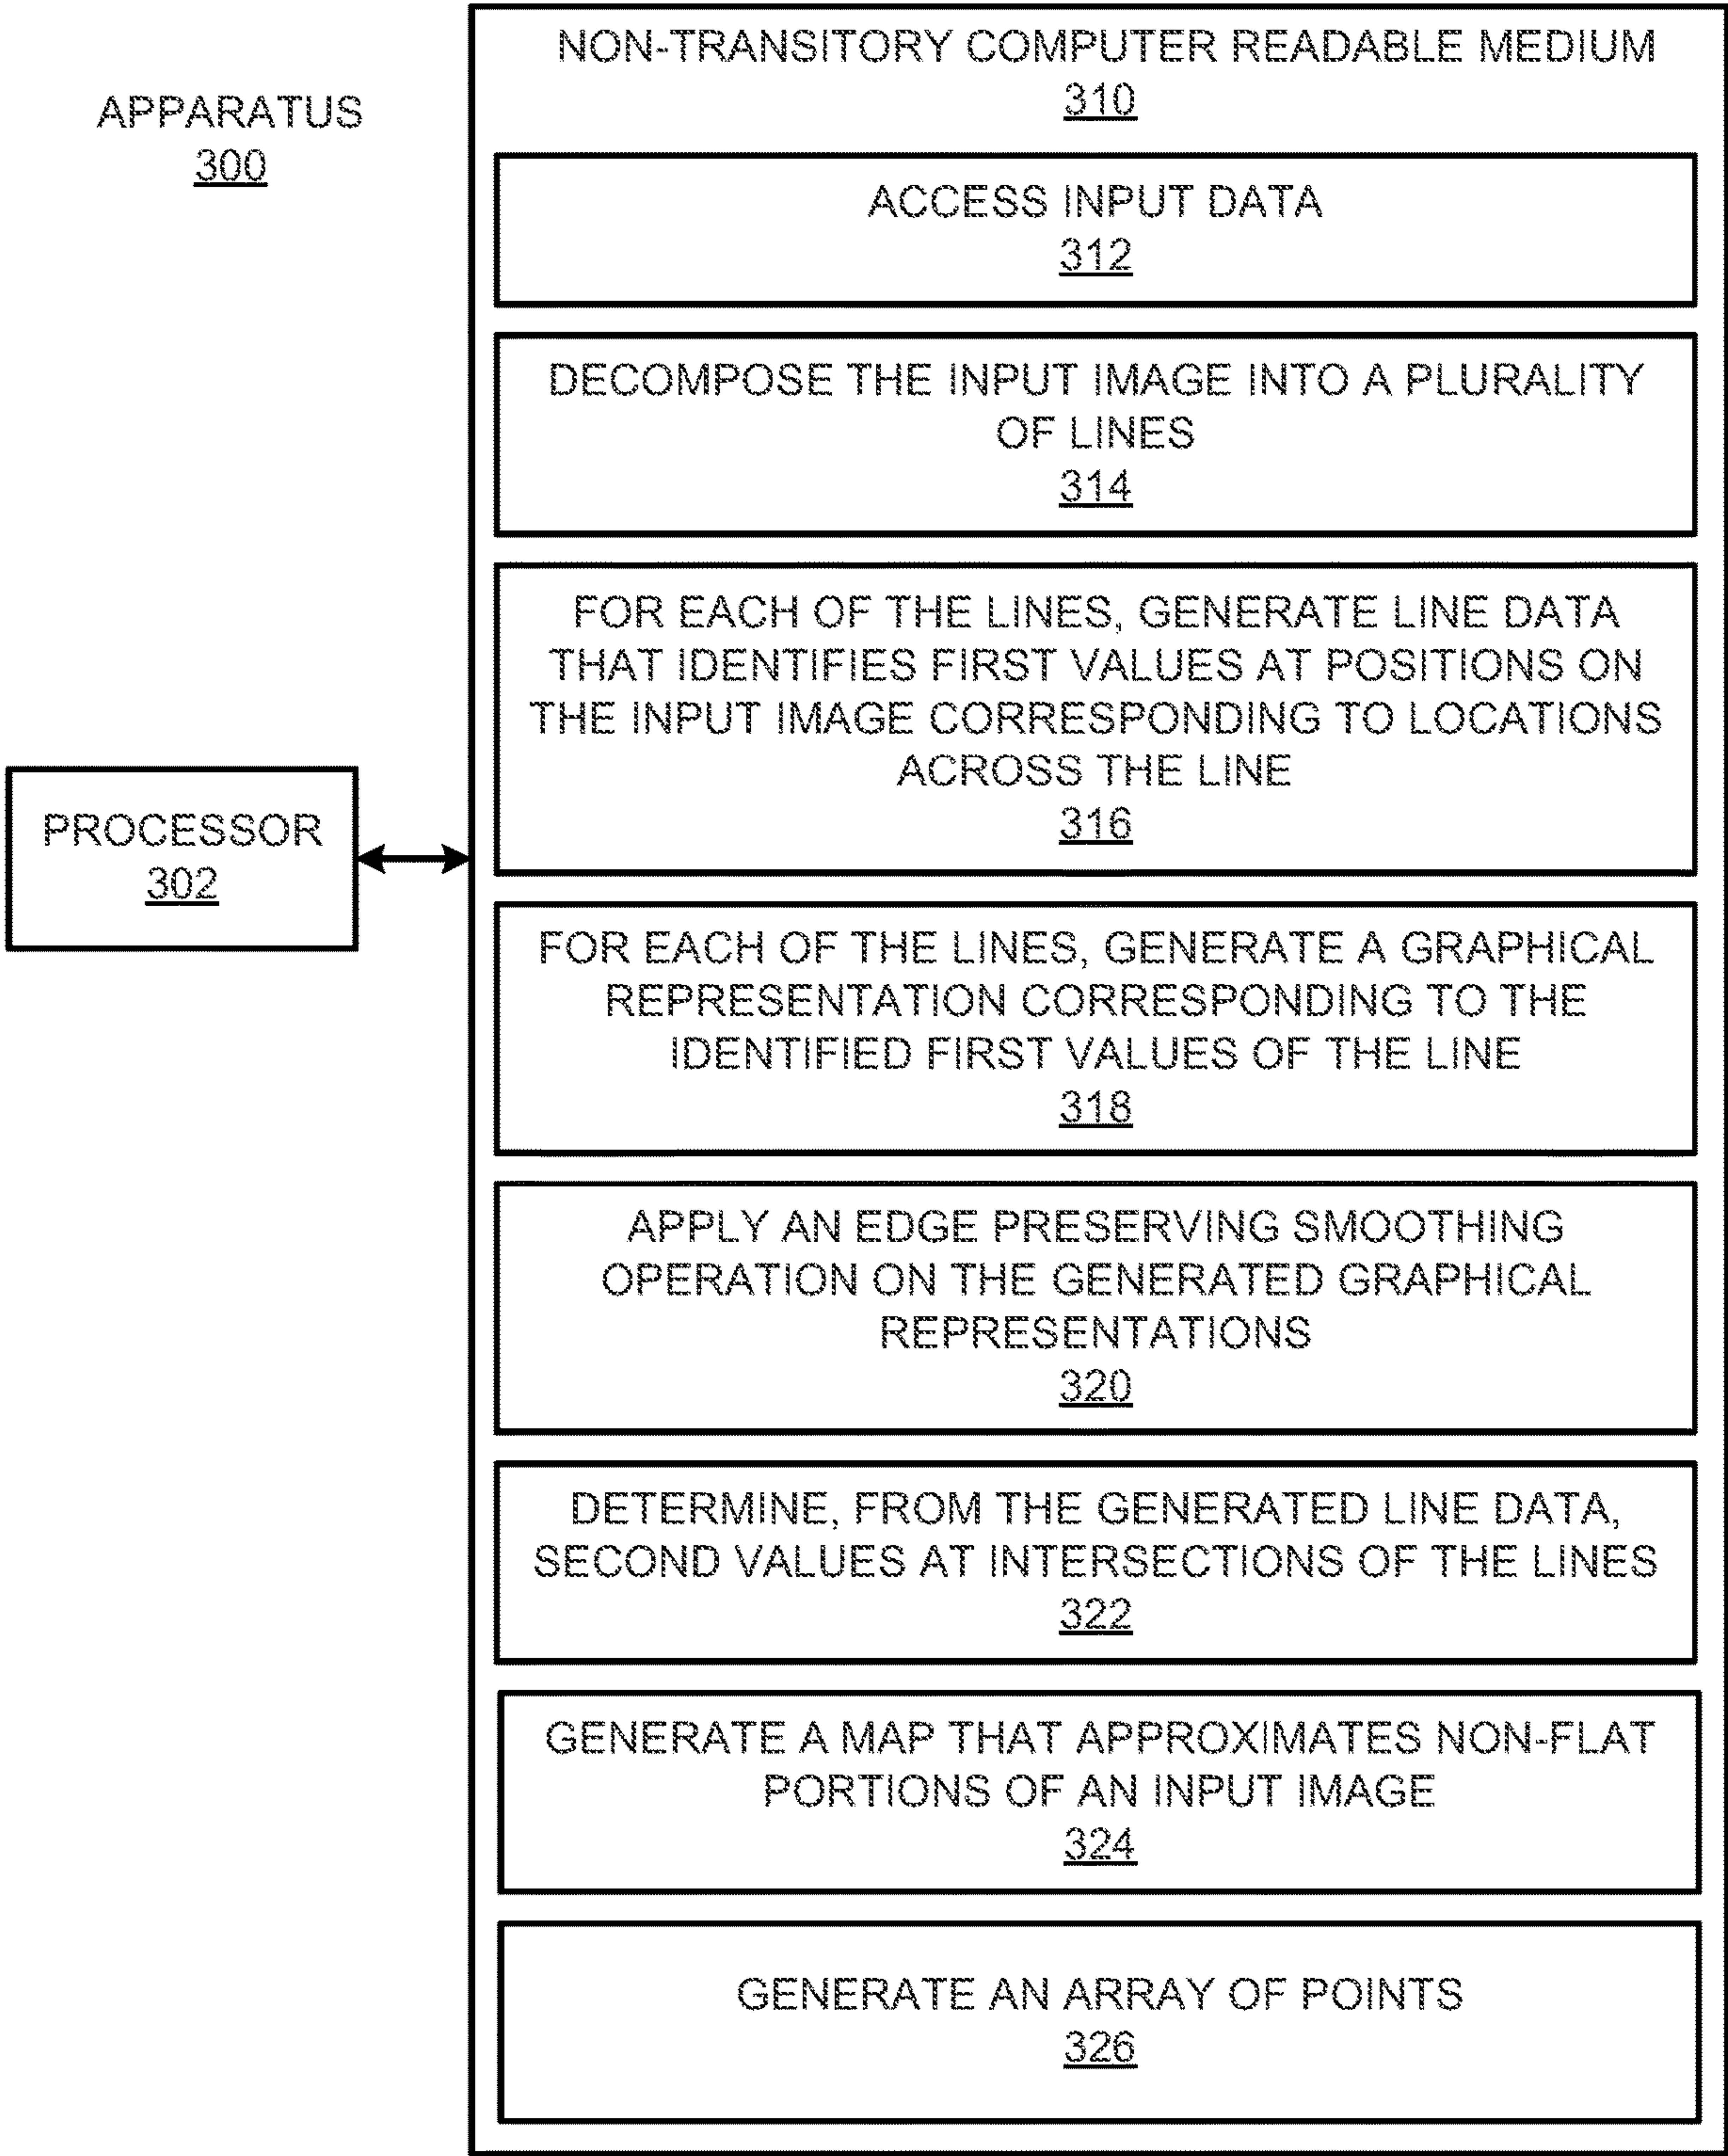 APPARATUS
300
NON-TRANSITORY COMPUTER READABLE MEDIUM
310
ACCESS INPUT DATA
312
DECOMPOSE THE INPUT IMAGE INTO A PLURALITY
OF LINES
314
FOR EACH OF THE LINES, GENERATE LINE DATA
THAT IDENTIFIES FIRST VALUES AT POSITIONS ON
THE INPUT IMAGE CORRESPONDING TO LOCATIONS
ACROSS THE LINE
316
PROCESSOR
302
FOR EACH OF THE LINES, GENERATE A GRAPHICAL
REPRESENTATION CORRESPONDING TO THE
IDENTIFIED FIRST VALUES OF THE LINE
318
APPLY AN EDGE PRESERVING SMOOTHING
OPERATION ON THE GENERATED GRAPHICAL
REPRESENTATIONS
320
DETERMINE, FROM THE GENERATED LINE DATA,
SECOND VALUES AT INTERSECTIONS OF THE LINES
322
GENERATE A MAP THAT APPROXIMATES NON-FLAT
PORTIONS OF AN INPUT IMAGE
324
GENERATE AN ARRAY OF POINTS
326